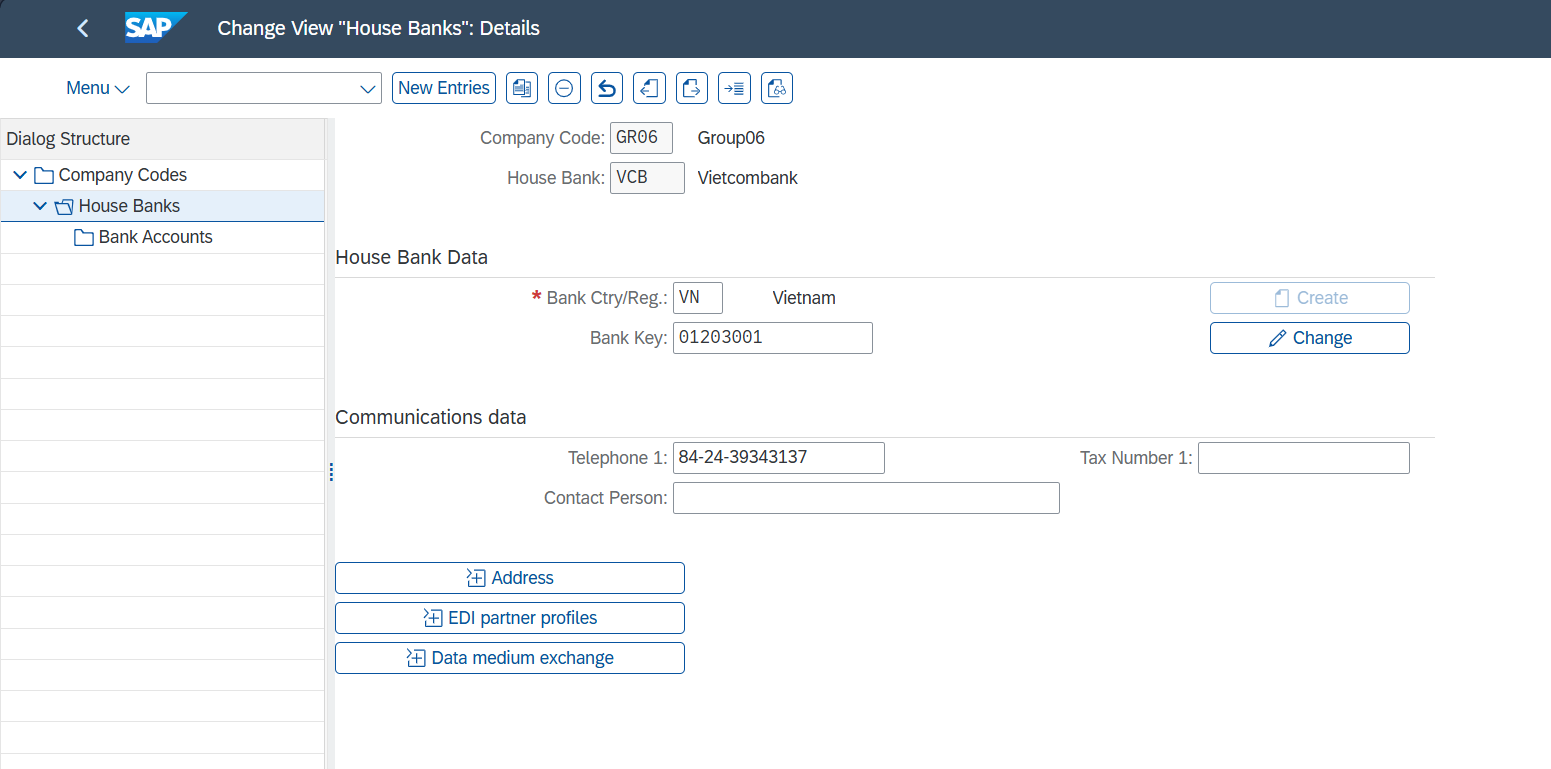 SAP Change View "House Banks": Details
Menu New Entries
Dialog Structure
Company Codes
House Banks
Bank Accounts
Company Code: GR06 Group06
House Bank: VCB Vietcombank
House Bank Data
* Bank Ctry/Reg.: VN Vietnam Create
Bank Key: 01203001 Change
Communications data
Telephone 1: 84-24-39343137 Tax Number 1:
Contact Person:
Address
EDI partner profiles
Data medium exchange